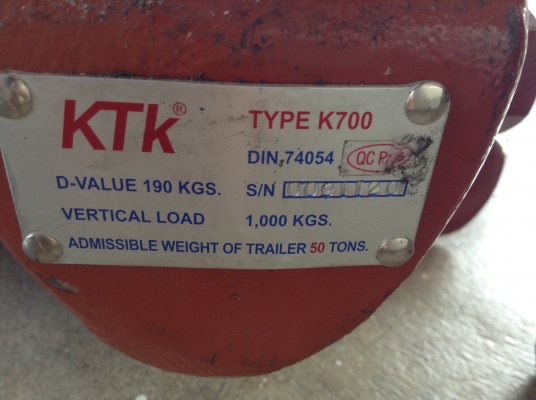 KTK® TYPE K700
DIN,74054 QC
D-VALUE 190 KGS. S/N
VERTICAL LOAD 1,000 KGS.
ADMISSIBLE WEIGHT OF TRAILER 50 TONS.